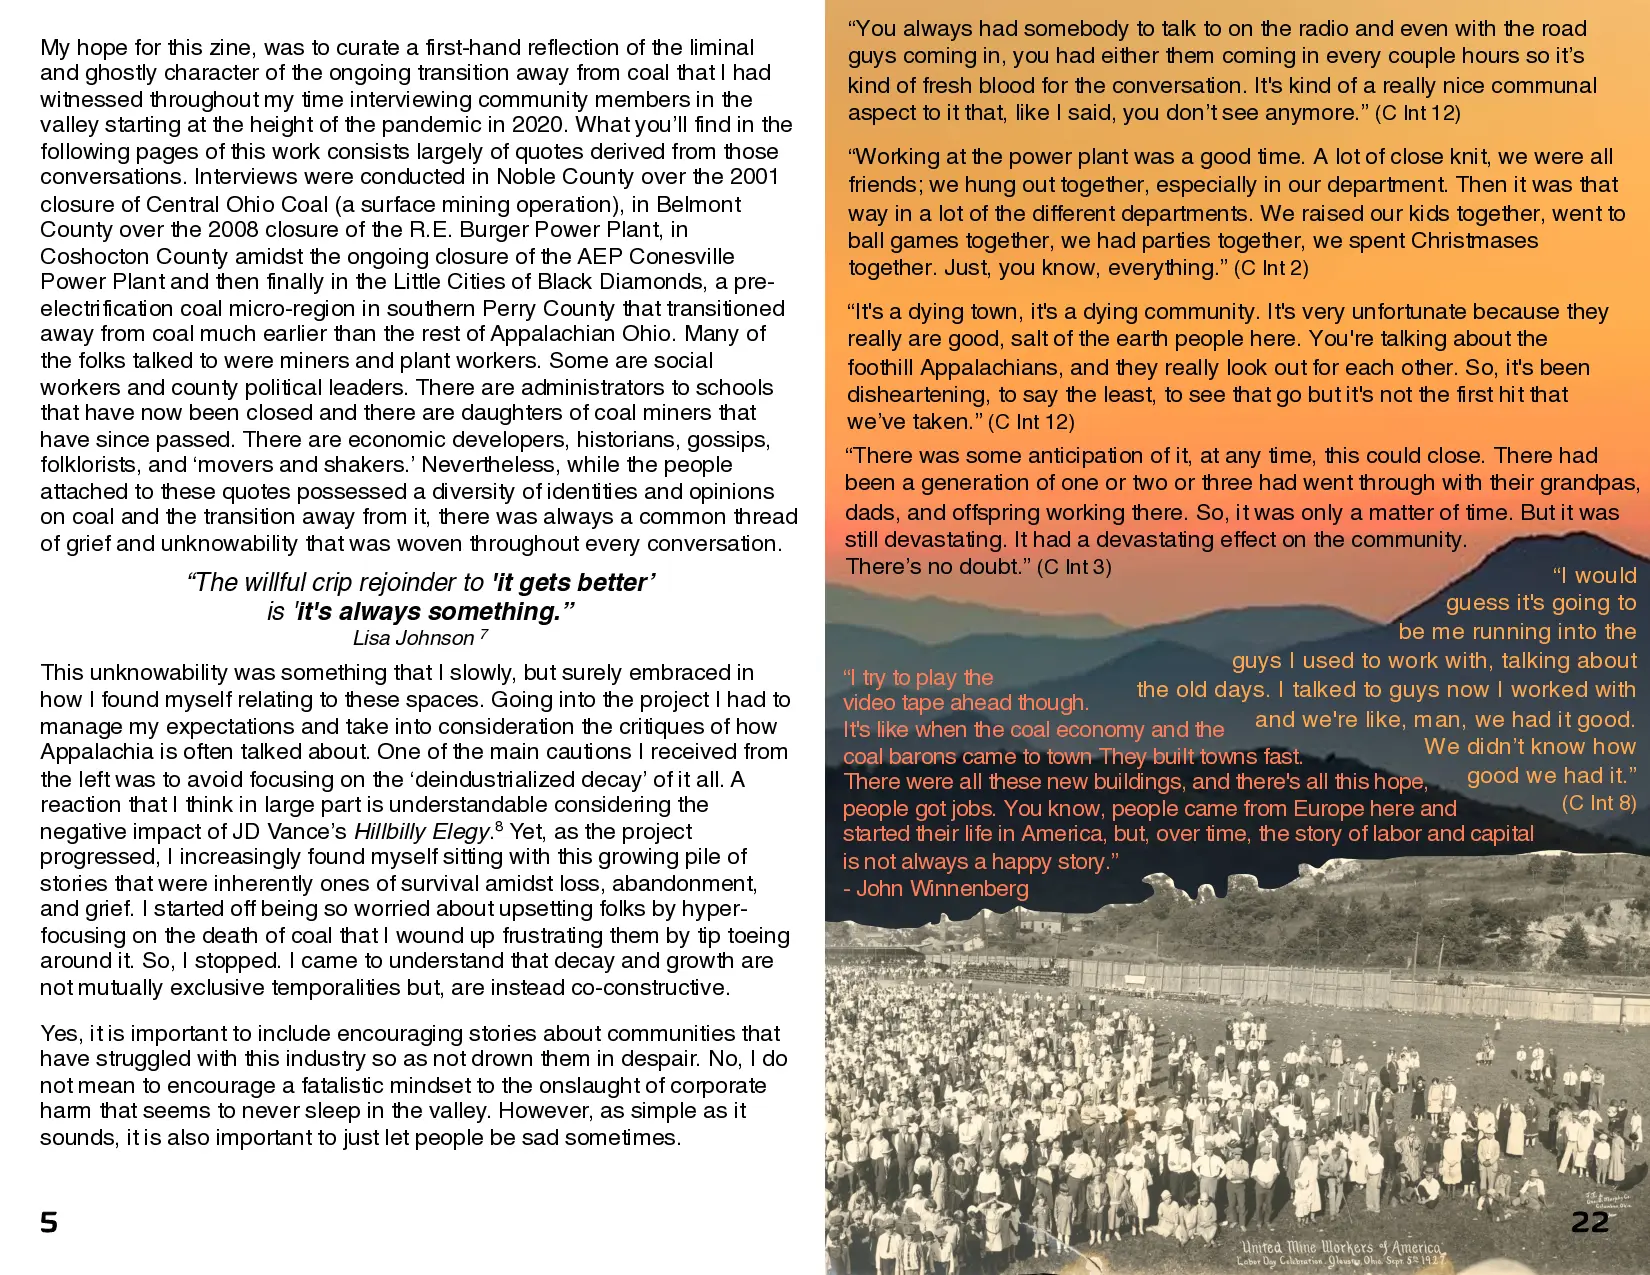 My hope for this zine, was to curate a first-hand reflection of the liminal
and ghostly character of the ongoing transition away from coal that I had
witnessed throughout my time interviewing community members in the
valley starting at the height of the pandemic in 2020. What you’ll find in the
following pages of this work consists largely of quotes derived from those
conversations. Interviews were conducted in Noble County over the 2001
closure of Central Ohio Coal (a surface mining operation), in Belmont
County over the 2008 closure of the R.E. Burger Power Plant, in
Coshocton County amidst the ongoing closure of the AEP Conesville
Power Plant and then finally in the Little Cities of Black Diamonds, a pre-
electrification coal micro-region in southern Perry County that transitioned
away from coal much earlier than the rest of Appalachian Ohio. Many of
the folks talked to were miners and plant workers. Some are social
workers and county political leaders. There are administrators to schools
that have now been closed and there are daughters of coal miners that
have since passed. There are economic developers, historians, gossips,
folklorists, and ‘movers and shakers.’ Nevertheless, while the people
attached to these quotes possessed a diversity of identities and opinions
on coal and the transition away from it, there was always a common thread
of grief and unknowability that was woven throughout every conversation.
“The willful crip rejoinder to 'it gets better’
is 'it's always something.”
Lisa Johnson 7
This unknowability was something that I slowly, but surely embraced in
how I found myself relating to these spaces. Going into the project I had to
manage my expectations and take into consideration the critiques of how
Appalachia is often talked about. One of the main cautions I received from
the left was to avoid focusing on the ‘deindustrialized decay’ of it all. A
reaction that I think in large part is understandable considering the
negative impact of JD Vance’s Hillbilly Elegy.8 Yet, as the project
progressed, I increasingly found myself sitting with this growing pile of
stories that were inherently ones of survival amidst loss, abandonment,
and grief. I started off being so worried about upsetting folks by hyper-
focusing on the death of coal that I wound up frustrating them by tip toeing
around it. So, I stopped. I came to understand that decay and growth are
not mutually exclusive temporalities but, are instead co-constructive.
Yes, it is important to include encouraging stories about communities that
have struggled with this industry so as not drown them in despair. No, I do
not mean to encourage a fatalistic mindset to the onslaught of corporate
harm that seems to never sleep in the valley. However, as simple as it
sounds, it is also important to just let people be sad sometimes.
5
“You always had somebody to talk to on the radio and even with the road
guys coming in, you had either them coming in every couple hours so it’s
kind of fresh blood for the conversation. It's kind of a really nice communal
aspect to it that, like I said, you don’t see anymore.” (C Int 12)
“Working at the power plant was a good time. A lot of close knit, we were all
friends; we hung out together, especially in our department. Then it was that
way in a lot of the different departments. We raised our kids together, went to
ball games together, we had parties together, we spent Christmases
together. Just, you know, everything.” (C Int 2)
“It's a dying town, it's a dying community. It's very unfortunate because they
really are good, salt of the earth people here. You're talking about the
foothill Appalachians, and they really look out for each other. So, it's been
disheartening, to say the least, to see that go but it's not the first hit that
we’ve taken.” (C Int 12)
“There was some anticipation of it, at any time, this could close. There had
been a generation of one or two or three had went through with their grandpas,
dads, and offspring working there. So, it was only a matter of time. But it was
still devastating. It had a devastating effect on the community.
There’s no doubt.” (C Int 3)
“I would
guess it's going to
be me running into the
guys I used to work with, talking about
the old days. I talked to guys now I worked with
and we're like, man, we had it good.
We didn’t know how
good we had it.”
(C Int 8)
“I try to play the
video tape ahead though.
It's like when the coal economy and the
coal barons came to town They built towns fast.
There were all these new buildings, and there's all this hope,
people got jobs. You know, people came from Europe here and
started their life in America, but, over time, the story of labor and capital
is not always a happy story.”
- John Winnenberg
United Mine Workers of America
Labor Day Celebration. Glouster, Ohio. Sept. 5th 1927
22